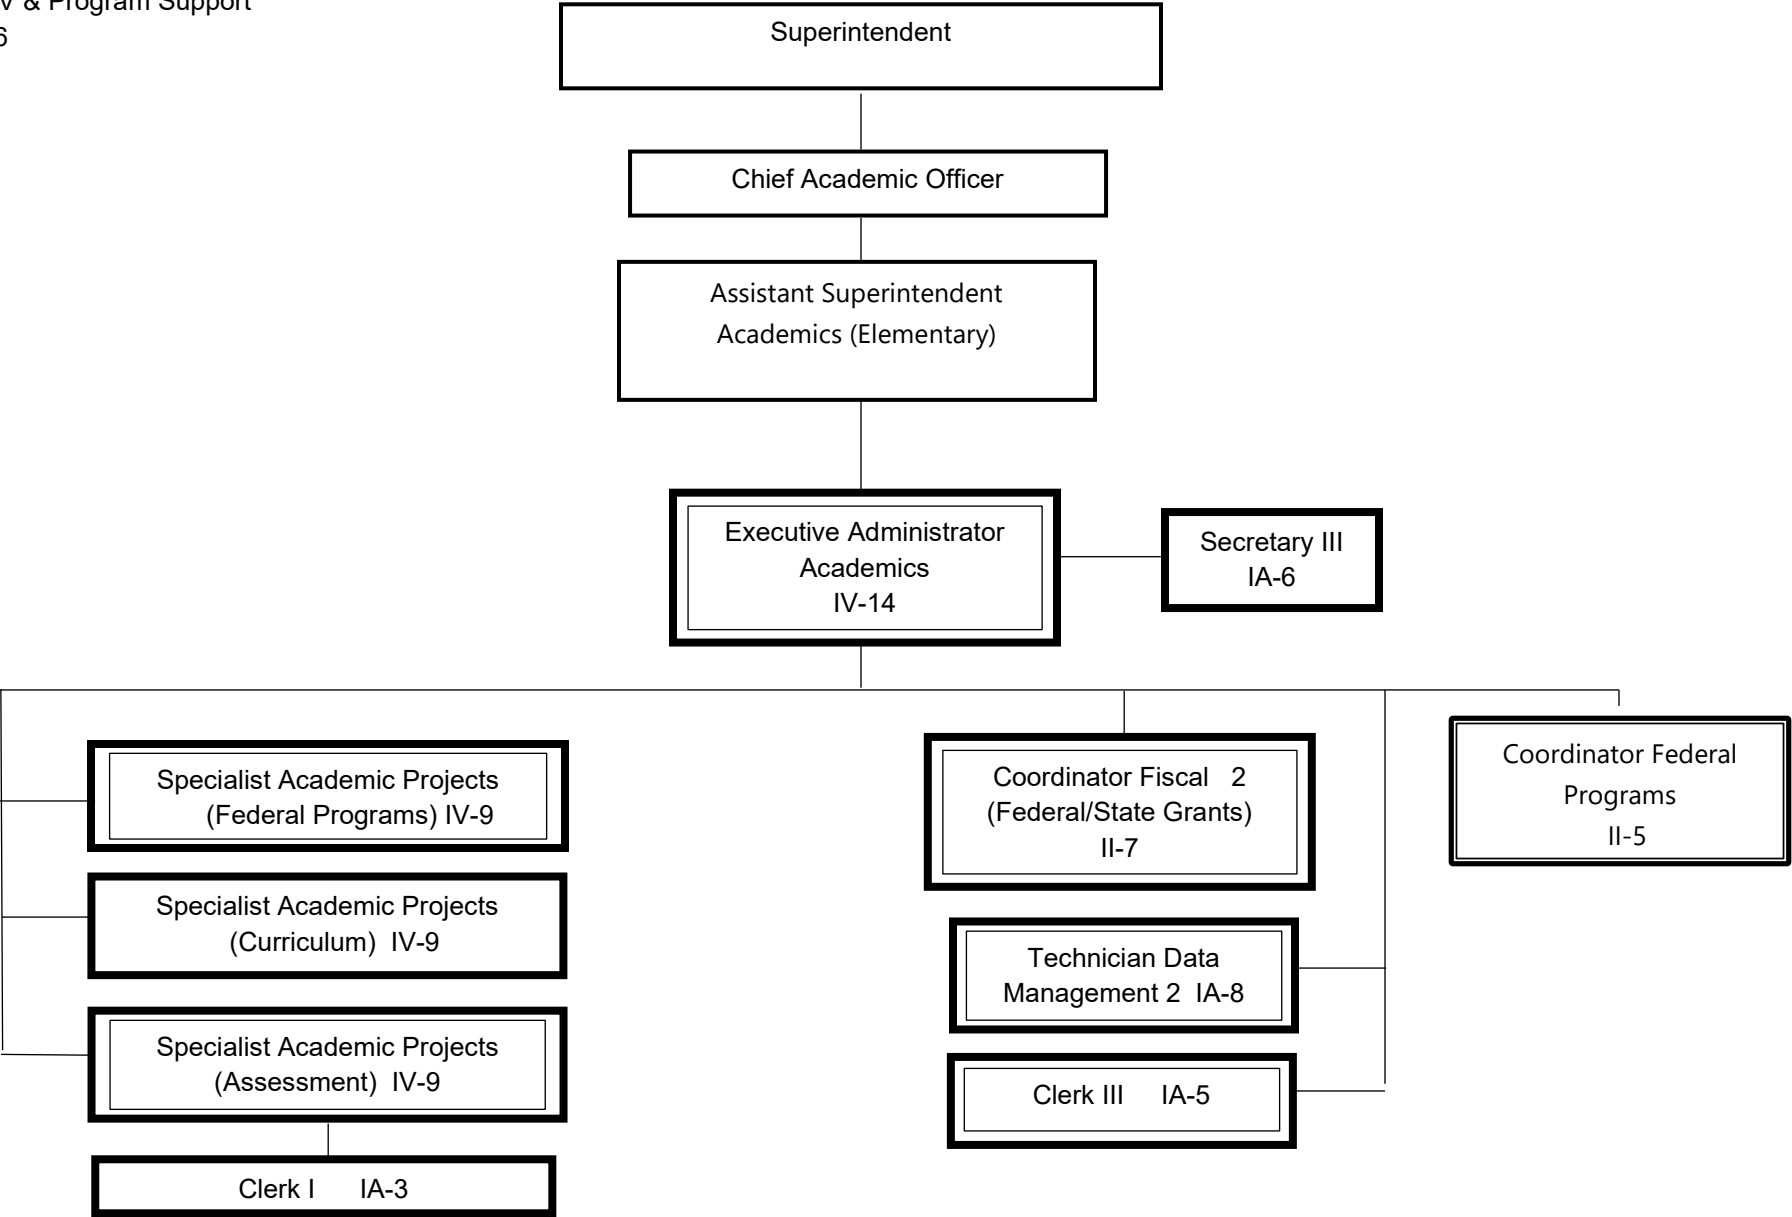 & Program Support
6
Superintendent
Chief Academic Officer
Assistant Superintendent
Academics (Elementary)
Executive Administrator
Academics
IV-14
Secretary III
IA-6
Specialist Academic Projects
(Federal Programs) IV-9
Specialist Academic Projects
(Curriculum) IV-9
Specialist Academic Projects
(Assessment) IV-9
Clerk I IA-3
Coordinator Fiscal 2
(Federal/State Grants)
II-7
Technician Data
Management 2 IA-8
Clerk III IA-5
Coordinator Federal
Programs
II-5